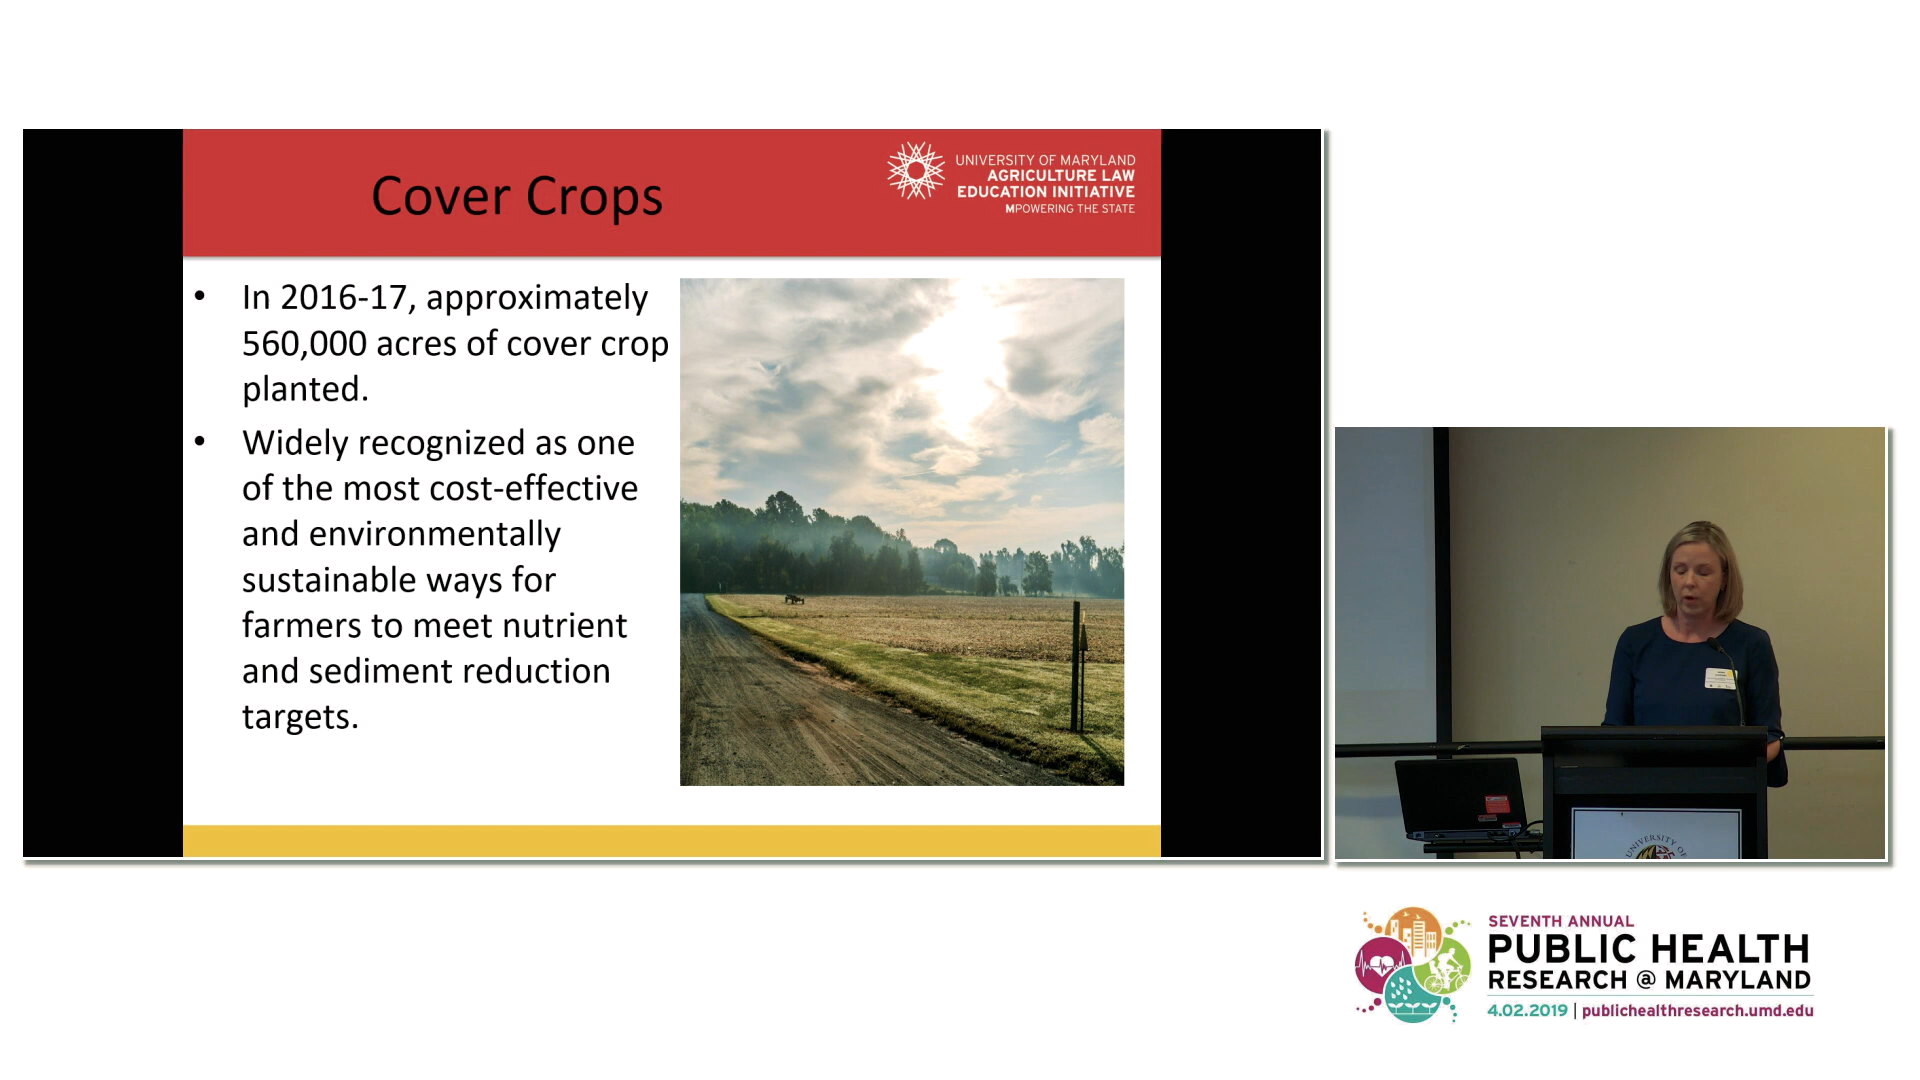 Cover Crops
UNIVERSITY OF MARYLAND
AGRICULTURE LAW
EDUCATION INITIATIVE
MPOWERING THE STATE
• In 2016-17, approximately
560,000 acres of cover crop
planted.
• Widely recognized as one
of the most cost-effective
and environmentally
sustainable ways for
farmers to meet nutrient
and sediment reduction
targets.
UNIVERSITY OF
SEVENTH ANNUAL
PUBLIC HEALTH
RESEARCH @ MARYLAND
4.02.2019 | publichealthresearch.umd.edu